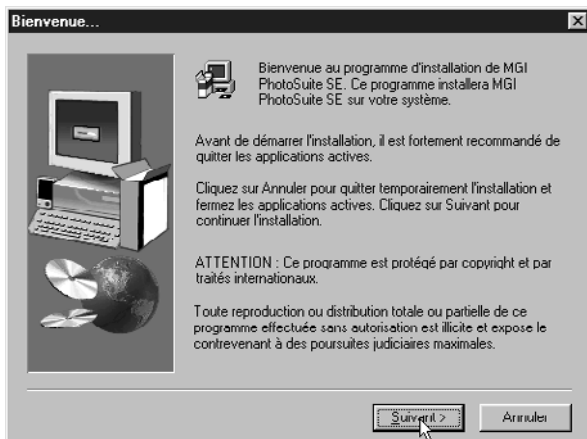 Bienvenue...
Bienvenue au programme d'installation de MGI
PhotoSuite SE. Ce programme installera MGI
PhotoSuite SE sur votre système.
Avant de démarrer l'installation, il est fortement recommandé de
quitter les applications actives.
Cliquez sur Annuler pour quitter temporairement l'installation et
fermez les applications actives. Cliquez sur Suivant pour
continuer l'installation.
ATTENTION : Ce programme est protégé par copyright et par
traités internationaux.
Toute reproduction ou distribution totale ou partielle de ce
programme effectuée sans autorisation est illicite et expose le
contrevenant à des poursuites judiciaires maximales.
Suivant >
Annuler